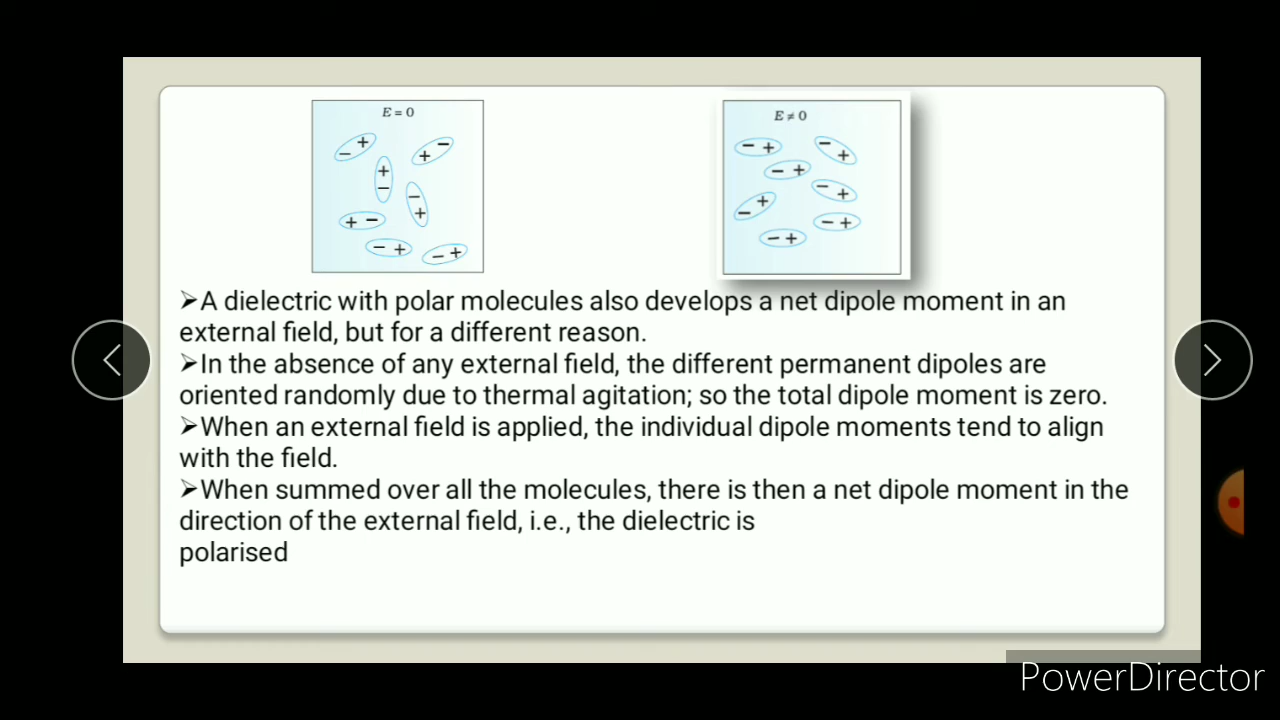 E = 0
E ≠ 0
➢A dielectric with polar molecules also develops a net dipole moment in an
external field, but for a different reason.
➢In the absence of any external field, the different permanent dipoles are
oriented randomly due to thermal agitation; so the total dipole moment is zero.
➢When an external field is applied, the individual dipole moments tend to align
with the field.
➢When summed over all the molecules, there is then a net dipole moment in the
direction of the external field, i.e., the dielectric is
polarised
PowerDirector